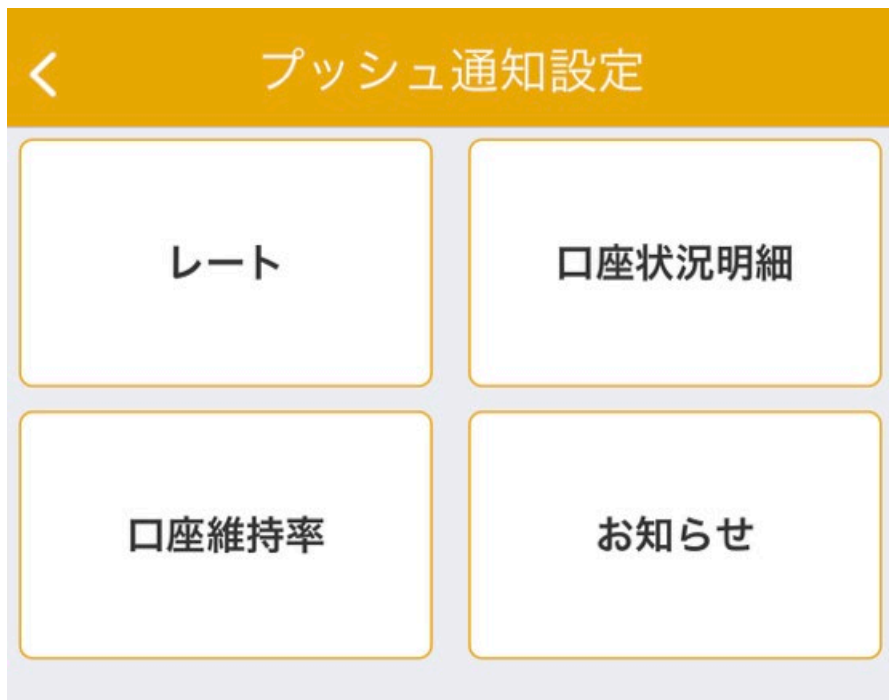 プッシュ通知設定
レート
口座状況明細
口座維持率
お知らせ